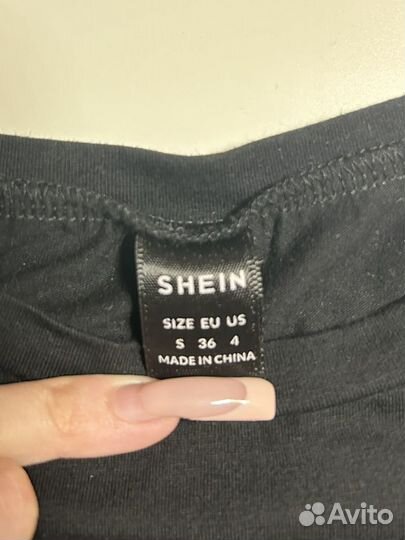 SHEIN
SIZE EU US
S 36 4
MADE IN CHINA
Avito